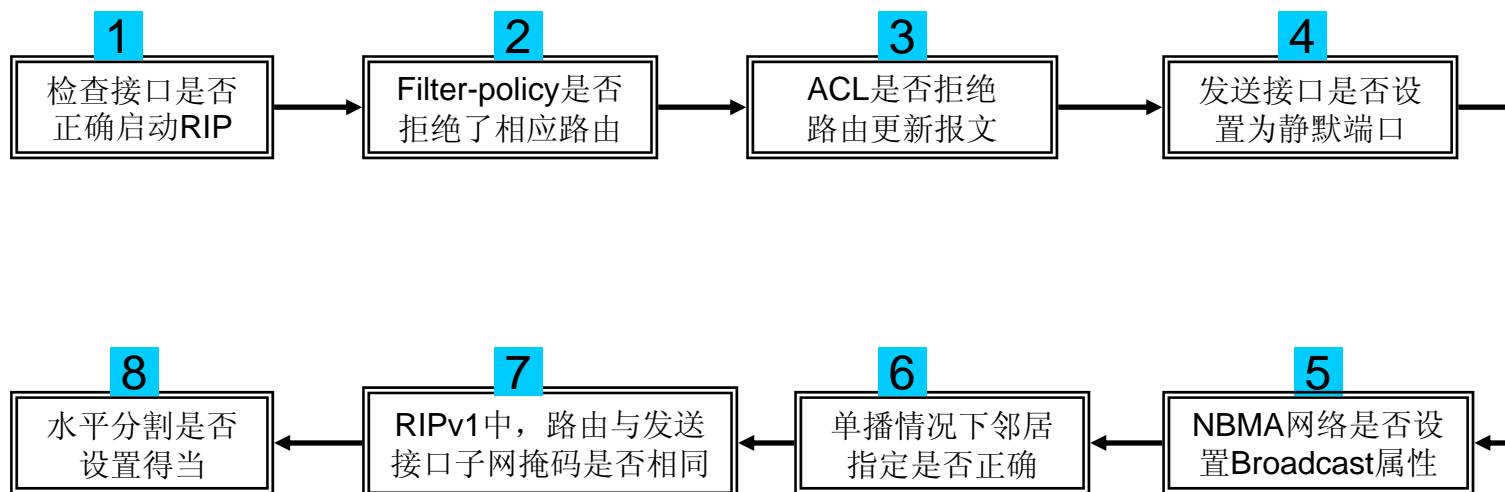 1
检查接口是否
正确启动RIP
2
Filter-policy是否
拒绝了相应路由
3
ACL是否拒绝
路由更新报文
4
发送接口是否设
置为静默端口
5
NBMA网络是否设
置Broadcast属性
6
单播情况下邻居
指定是否正确
7
RIPv1中，路由与发送
接口子网掩码是否相同
8
水平分割是否
设置得当